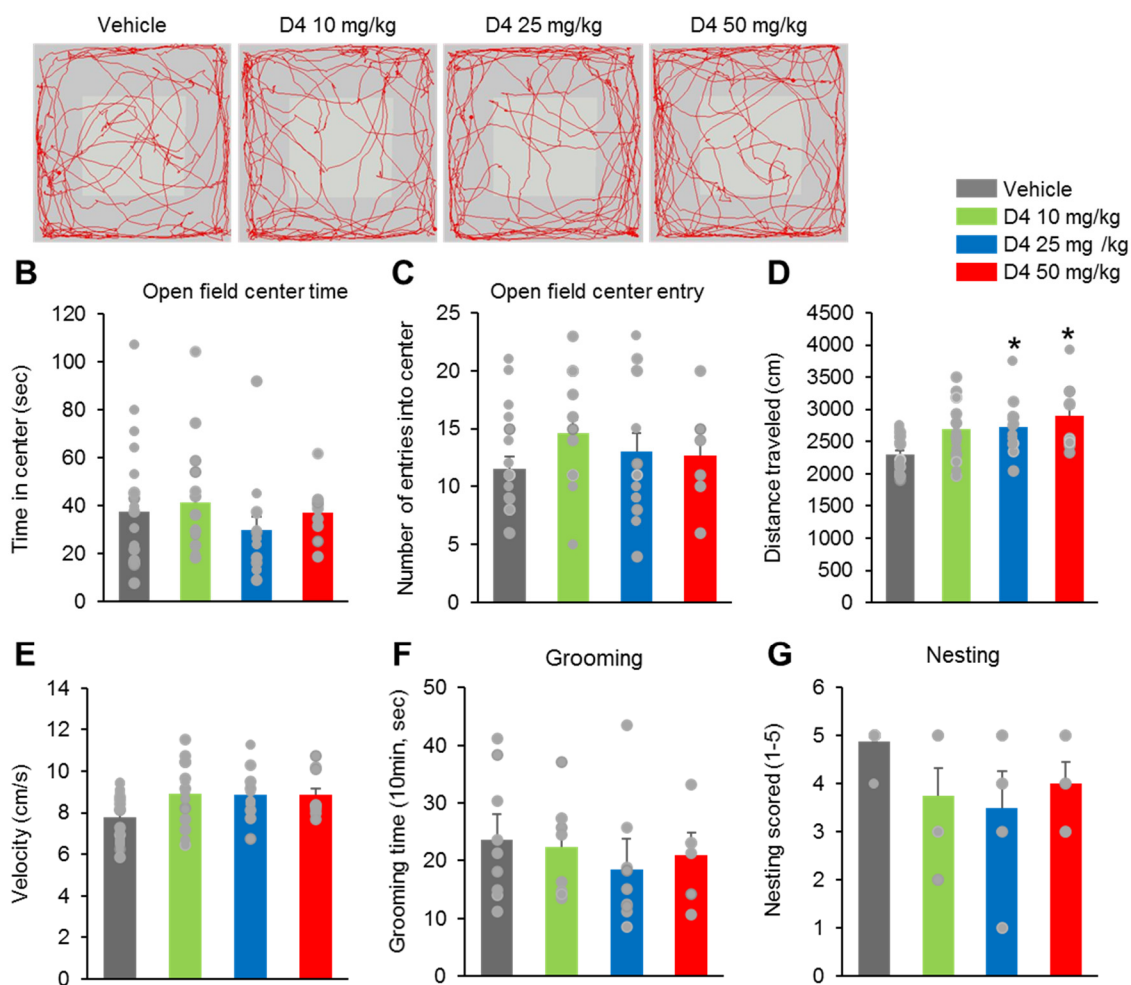 Vehicle D4 10 mg/kg D4 25 mg/kg D4 50 mg/kg
Vehicle
D4 10 mg/kg
D4 25 mg /kg
D4 50 mg/kg
B
Open field center time
Time in center (sec)
120
100
80
60
40
20
0
C
Open field center entry
Number of entries into center
25
20
15
10
5
0
D
Distance traveled (cm)
4500
4000
3500
3000
2500
2000
1500
1000
500
0
* *
E
Velocity (cm/s)
14
12
10
8
6
4
2
0
F
Grooming
Grooming time (10min, sec)
50
40
30
20
10
0
G
Nesting
Nesting scored (1-5)
6
5
4
3
2
1
0